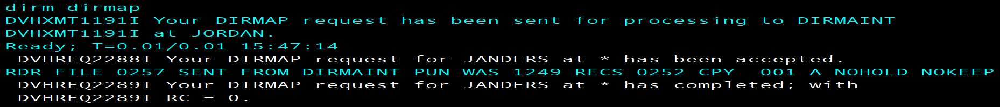 dirm dirmap
DVHXMT1191I Your DIRMAP request has been sent for processing to DIRMAINT
DVHXMT1191I at JORDAN.
Ready; T=0.01/0.01 15:47:14
DVHREQ2288I Your DIRMAP request for JANDERS at * has been accepted.
RDR FILE 0257 SENT FROM DIRMAINT PUN WAS 1249 RECS 0252 CPY  001 A NOHOLD NOKEEP
DVHREQ2289I Your DIRMAP request for JANDERS at * has completed; with
DVHREQ2289I RC = 0.